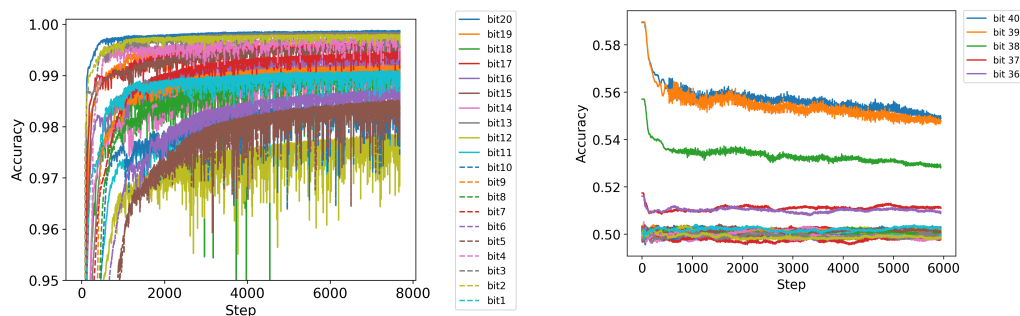 1.00
0.99
0.98
0.97
0.96
0.95
Accuracy
0
2000
4000
6000
8000
Step
bit20
bit19
bit18
bit17
bit16
bit15
bit14
bit13
bit12
bit11
bit10
bit9
bit8
bit7
bit6
bit5
bit4
bit3
bit2
bit1
0.58
0.56
0.54
0.52
0.50
Accuracy
0
1000
2000
3000
4000
5000
6000
Step
bit 40
bit 39
bit 38
bit 37
bit 36